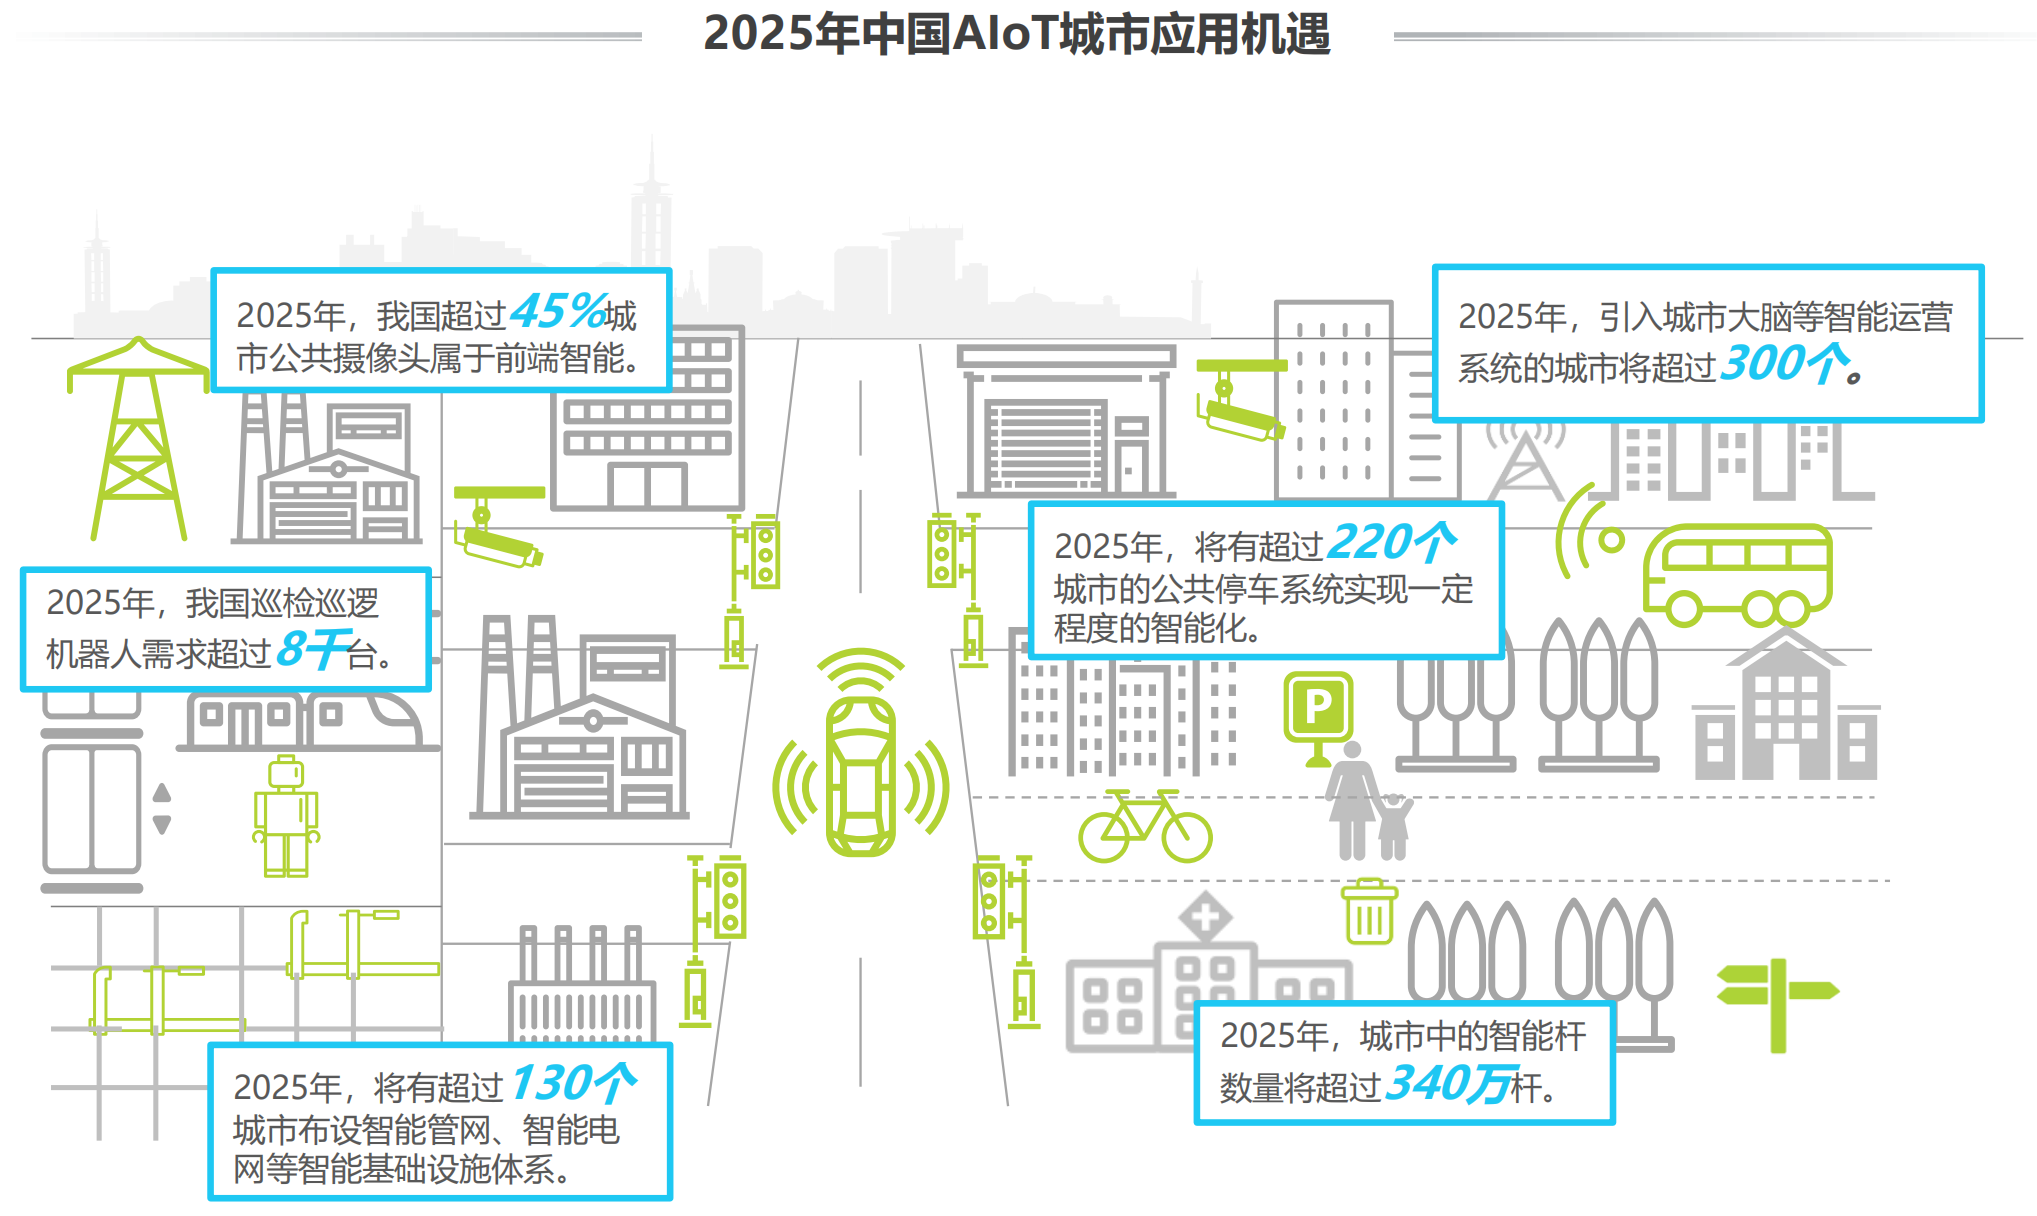 2025年中国AIoT城市应用机遇
2025年，我国超过45%城
市公共摄像头属于前端智能。
2025年，引入城市大脑等智能运营
系统的城市将超过300个。
2025年，将有超过220个
城市的公共停车系统实现一定
程度的智能化。
2025年，我国巡检巡逻
机器人需求超过8千台。
P
2025年，城市中的智能杆
数量将超过340万杆。
2025年，将有超过130个
城市布设智能管网、智能电
网等智能基础设施体系。